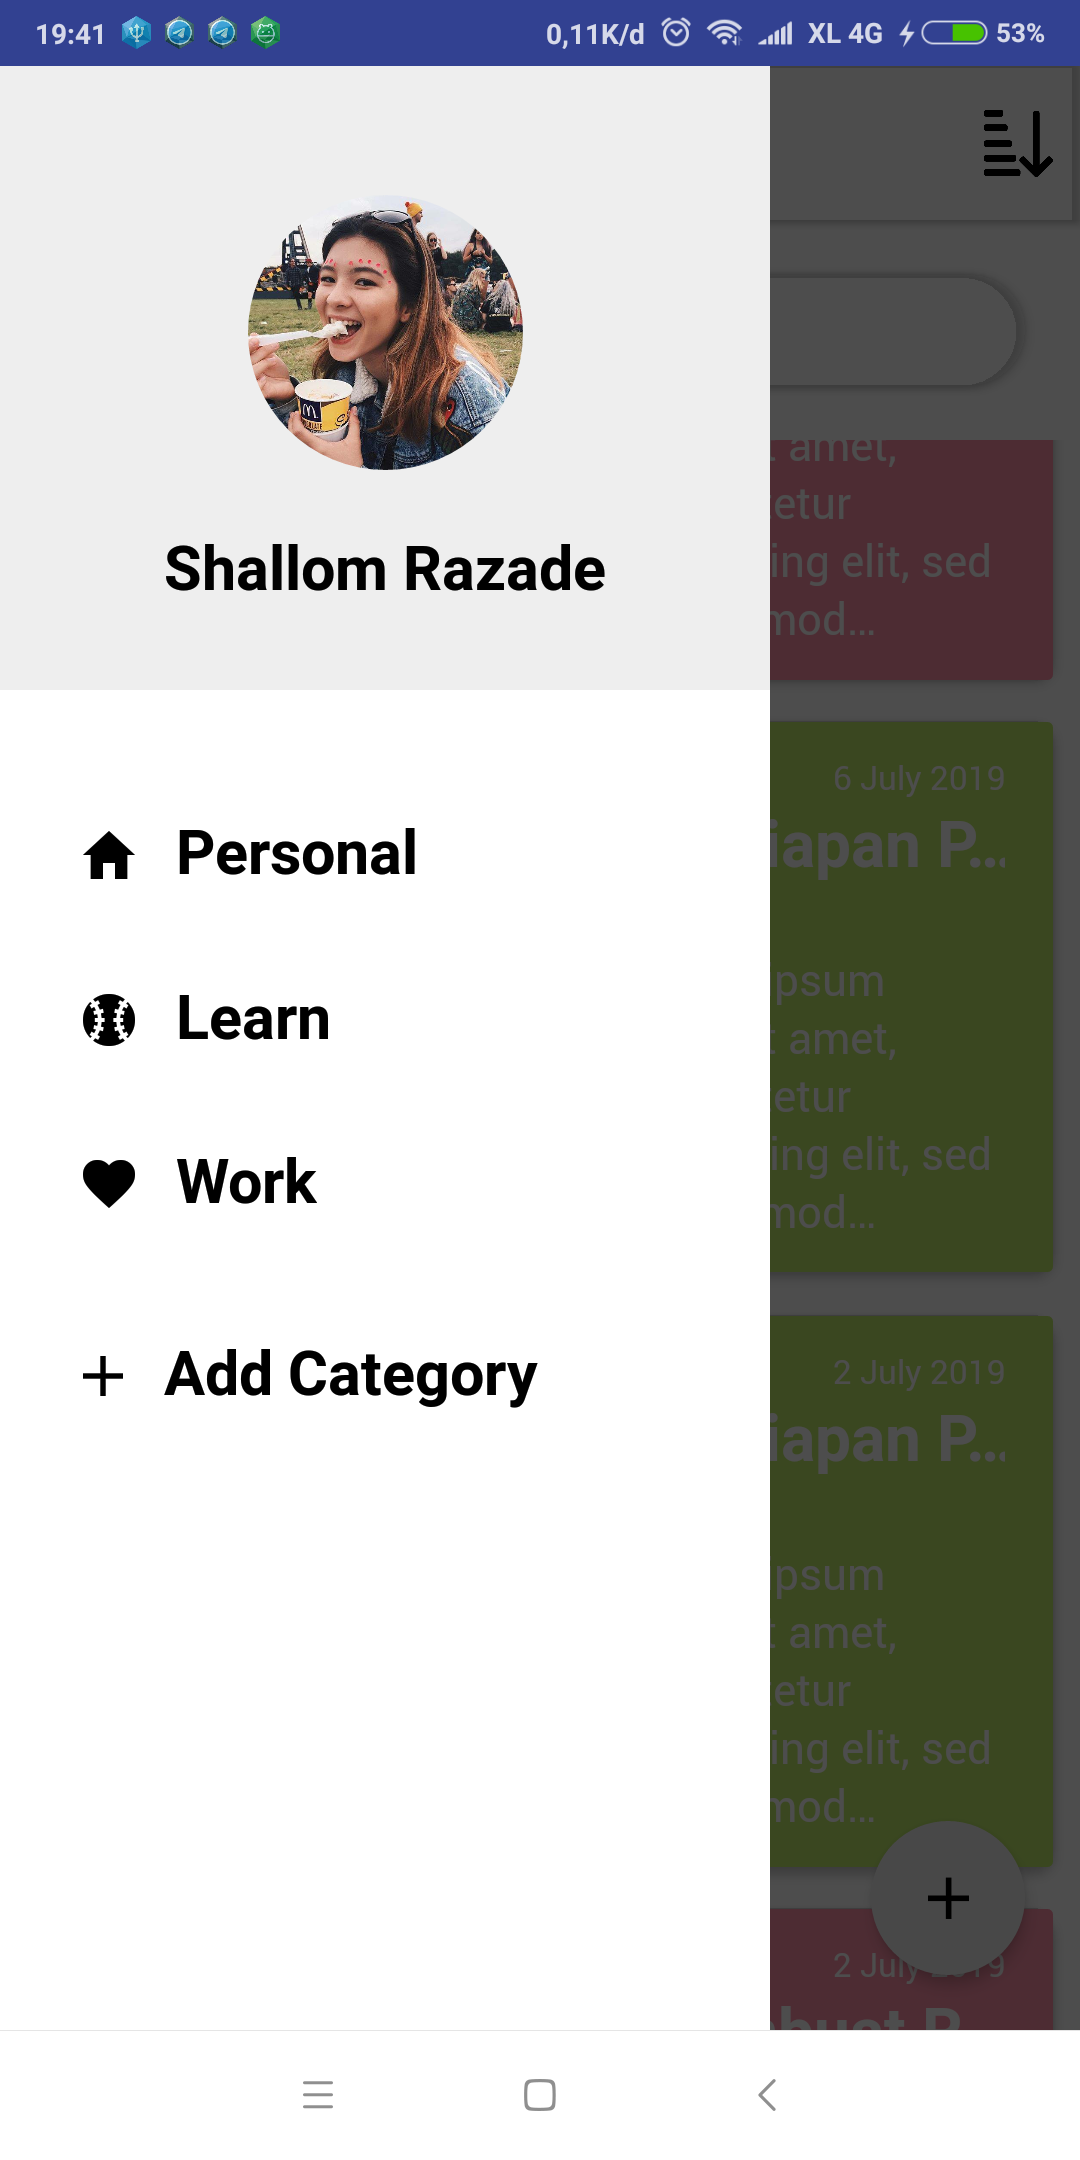 19:41 0,11K/d XL 4G 53%
Shallom Razade
Personal
Learn
Work
Add Category
amet,
etur
ing elit, sed
mod...
6 July 2019
iapan P...
psum
amet,
etur
ing elit, sed
mod...
2 July 2019
iapan P...
psum
amet,
etur
ing elit, sed
mod...
2 July